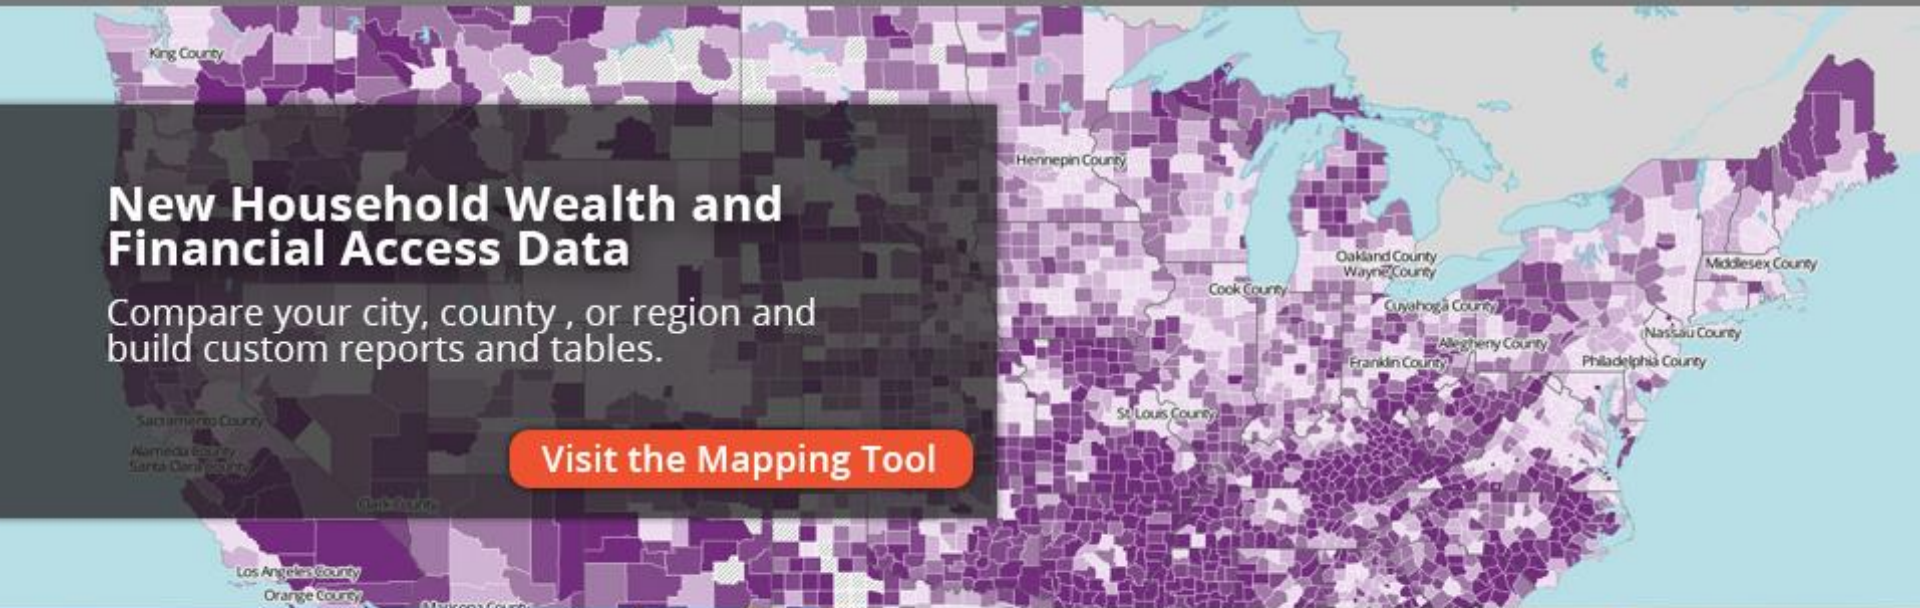 New Household Wealth and
Financial Access Data
Compare your city, county , or region and
build custom reports and tables.
Visit the Mapping Tool
King County
Hennepin County
Oakland County
Wayne County
Middlesex County
Cook County
Cuyahoga County
Nassau County
Allegheny County
Franklin County
Philadelphia County
St. Louis County
Sacramento County
Alameda County
Santa Clara County
Clark County
Los Angeles County
Orange County
Maricopa County